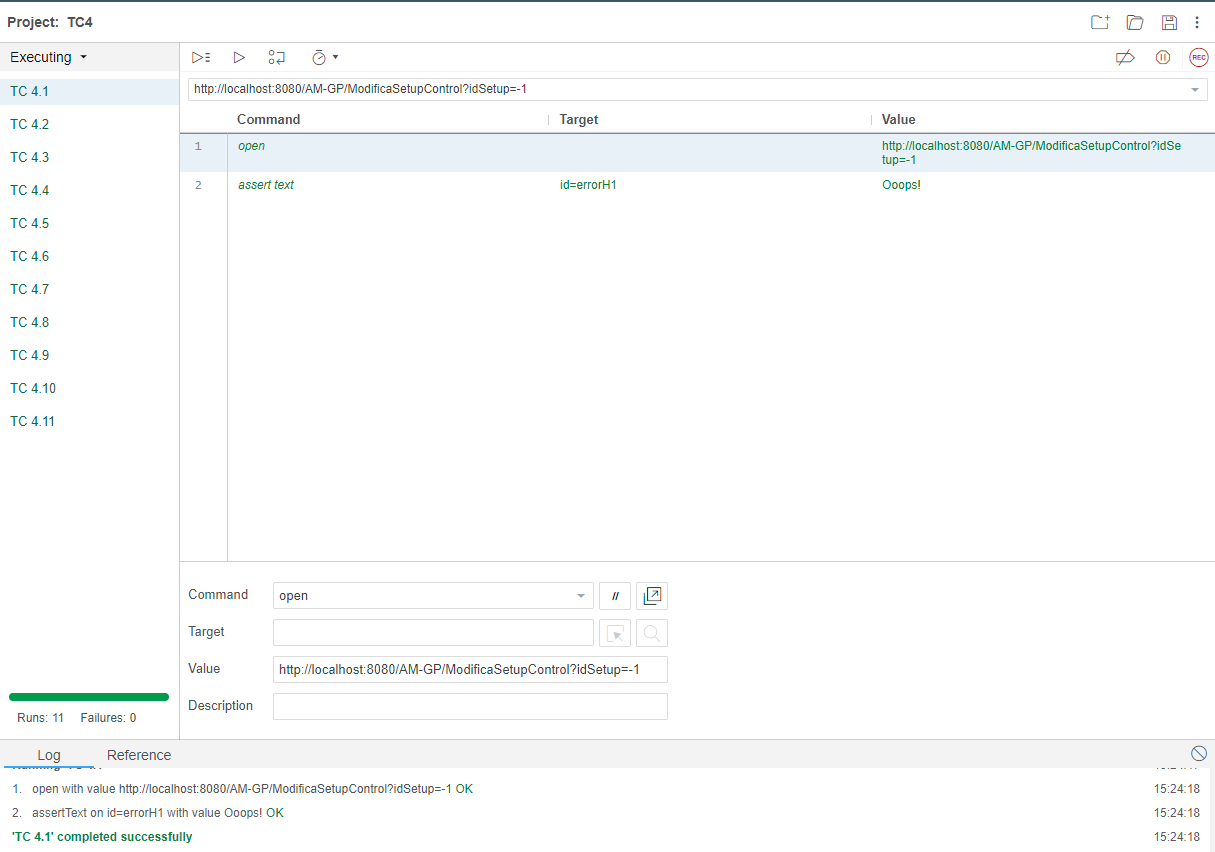 Project: TC4
Executing
REC
TC 4.1
TC 4.2
TC 4.3
TC 4.4
TC 4.5
TC 4.6
TC 4.7
TC 4.8
TC 4.9
TC 4.10
TC 4.11
Runs: 11 Failures: 0
http://localhost:8080/AM-GP/ModificaSetupControl?idSetup=-1
Command Target Value
1 open http://localhost:8080/AM-GP/ModificaSetupControl?idSe
tup=-1
2 assert text id=errorH1 Ooops!
Command open //
Target
Value http://localhost:8080/AM-GP/ModificaSetupControl?idSetup=-1
Description
Log Reference
1. open with value http://localhost:8080/AM-GP/ModificaSetupControl?idSetup=-1 OK 15:24:18
2. assertText on id=errorH1 with value Ooops! OK 15:24:18
'TC 4.1' completed successfully 15:24:18